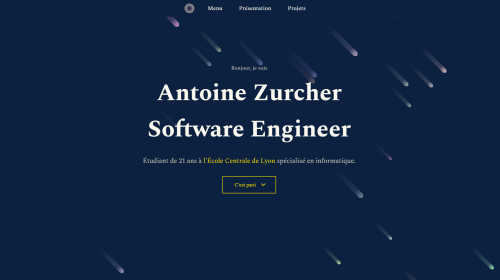 Menu Présentation Projets
Bonjour, je suis
Antoine Zurcher
Software Engineer
Étudiant de 21 ans à l'École Centrale de Lyon spécialisé en informatique.
C'est parti